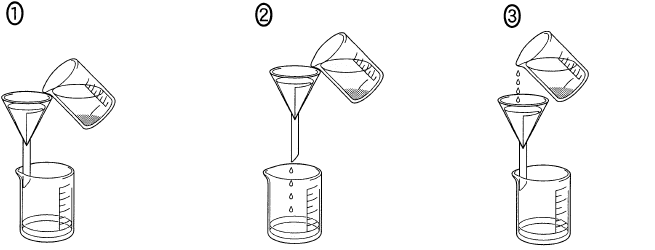 ① ② ③